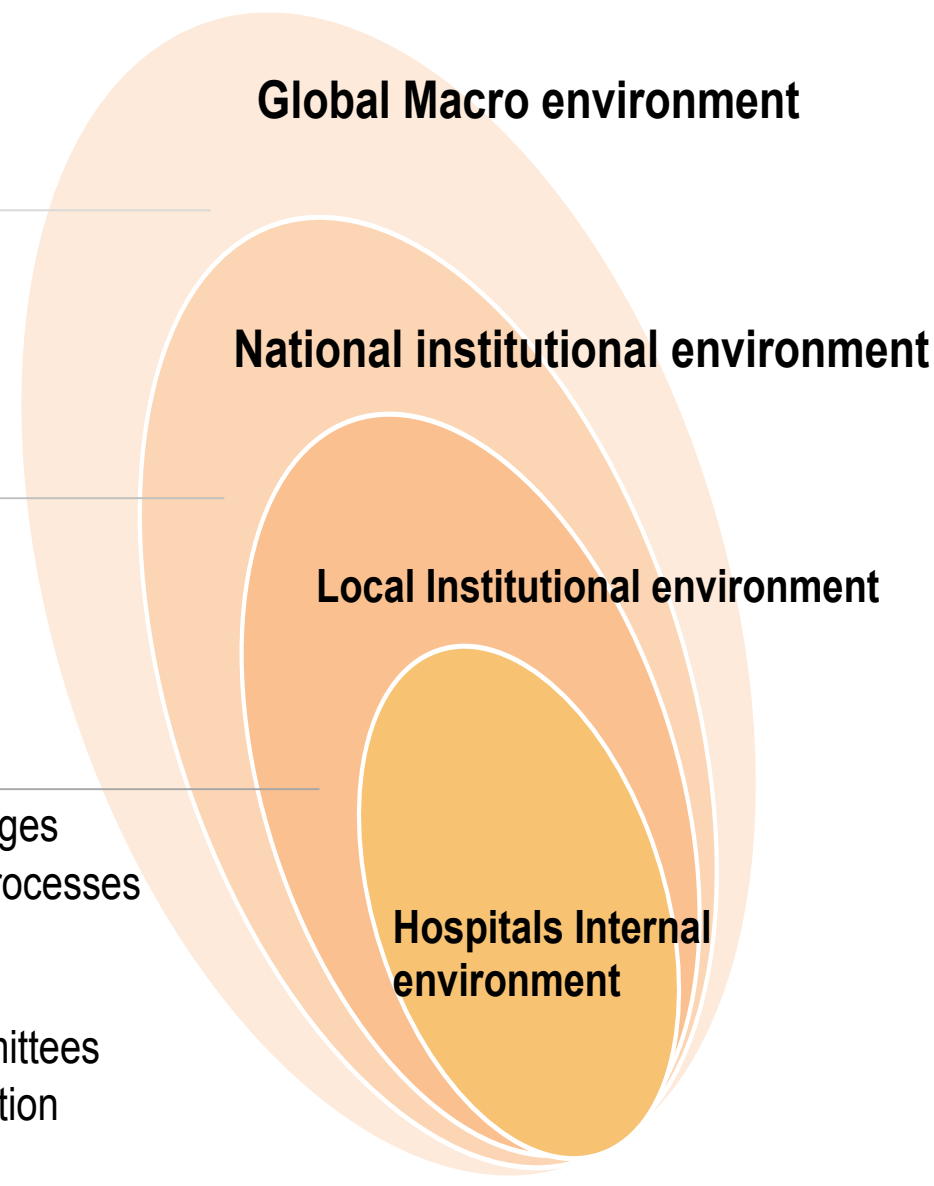 Global Macro environment
National institutional environment
Local Institutional environment
ges
rocesses
Hospitals Internal
environment
nittees
tion